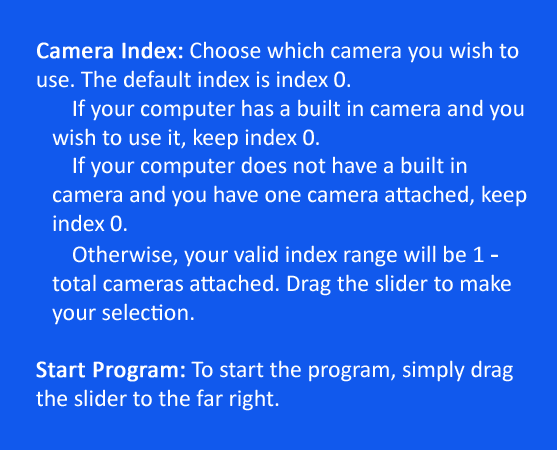 Camera Index: Choose which camera you wish to
use. The default index is index 0.
If your computer has a built in camera and you
wish to use it, keep index 0.
If your computer does not have a built in
camera and you have one camera attached, keep
index 0.
Otherwise, your valid index range will be 1 -
total cameras attached. Drag the slider to make
your selection.
Start Program: To start the program, simply drag
the slider to the far right.